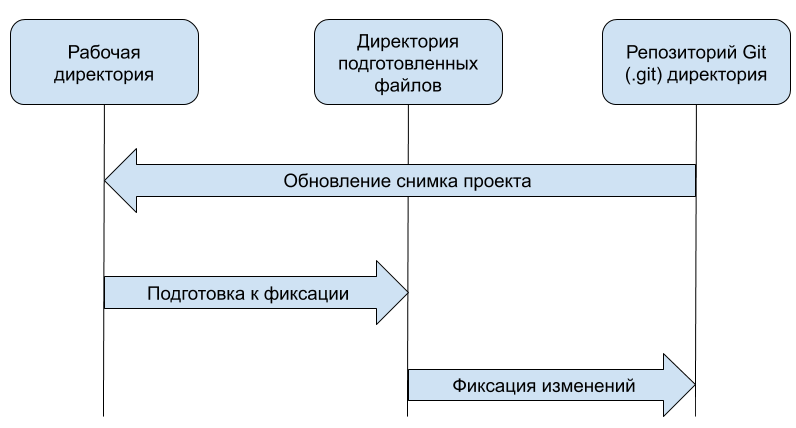 Рабочая
директория
Директория
подготовленных
файлов
Репозиторий Git
(.git) директория
Обновление снимка проекта
Подготовка к фиксации
Фиксация изменений